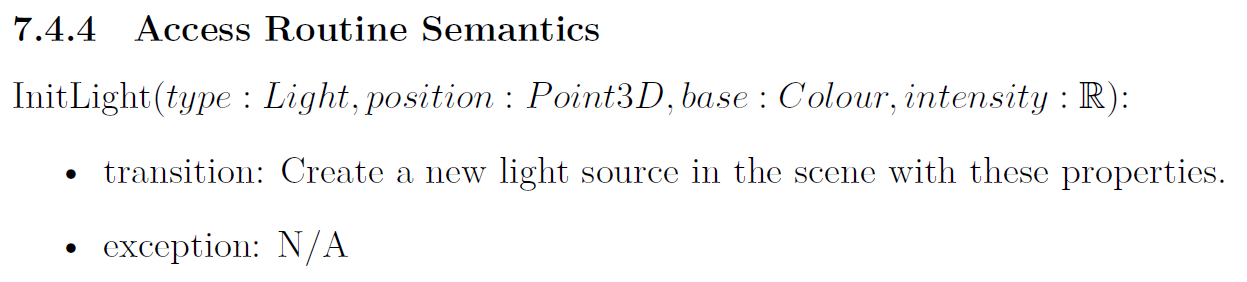 7.4.4 Access Routine Semantics
InitLight(type : Light, position : Point3D, base : Colour, intensity : ℝ):
• transition: Create a new light source in the scene with these properties.
• exception: N/A